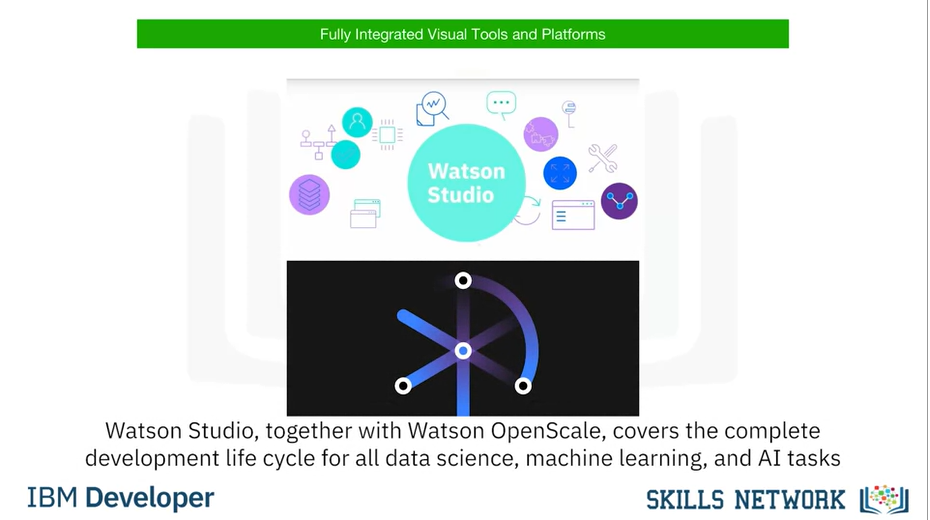 Fully Integrated Visual Tools and Platforms
Watson
Studio
Watson Studio, together with Watson OpenScale, covers the complete
development life cycle for all data science, machine learning, and AI tasks
IBM Developer
SKILLS NETWORK